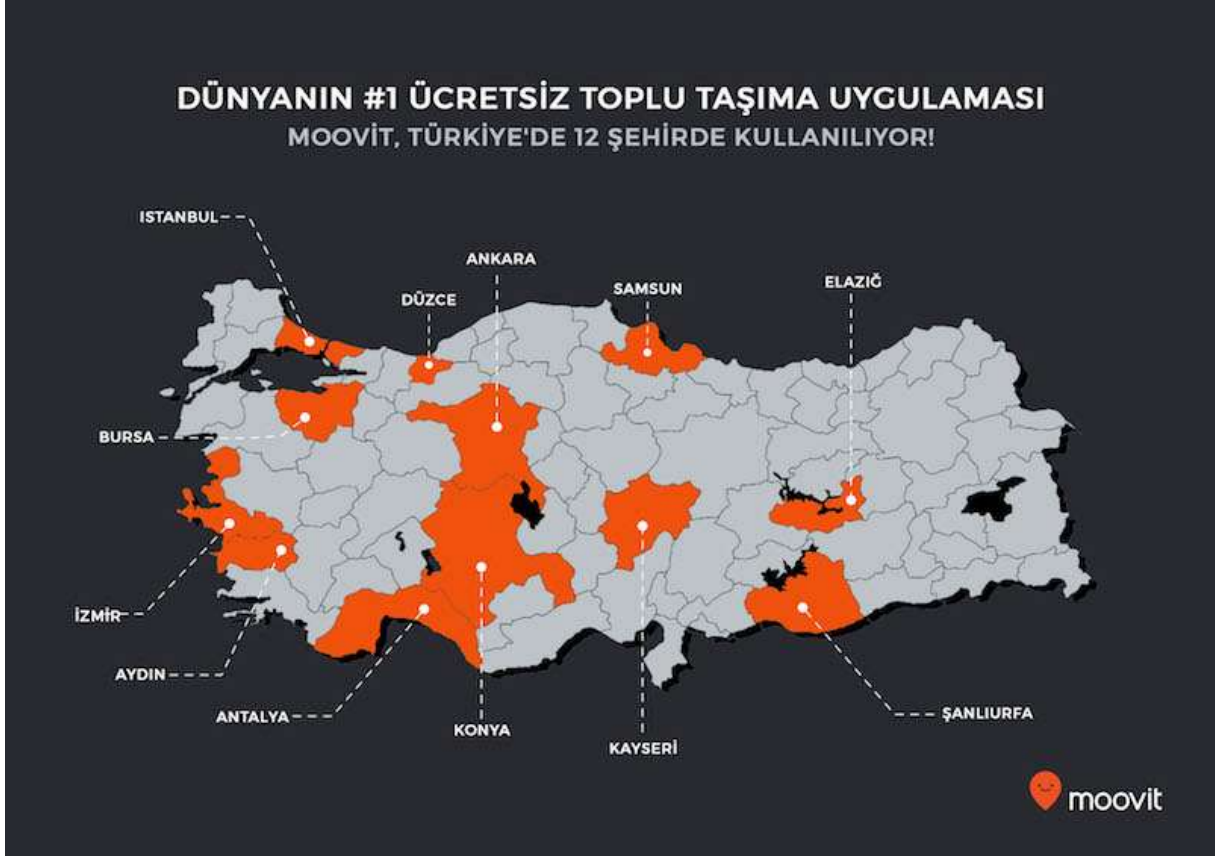 DÜNYANIN #1 ÜCRETSİZ TOPLU TAŞIMA UYGULAMASI
MOOVİT, TÜRKİYE'DE 12 ŞEHİRDE KULLANILIYOR!
ISTANBUL
ANKARA
DÜZCE
SAMSUN
ELAZIĞ
BURSA
İZMİR
AYDIN
ANTALYA
KONYA
KAYSERİ
ŞANLIURFA
moovit